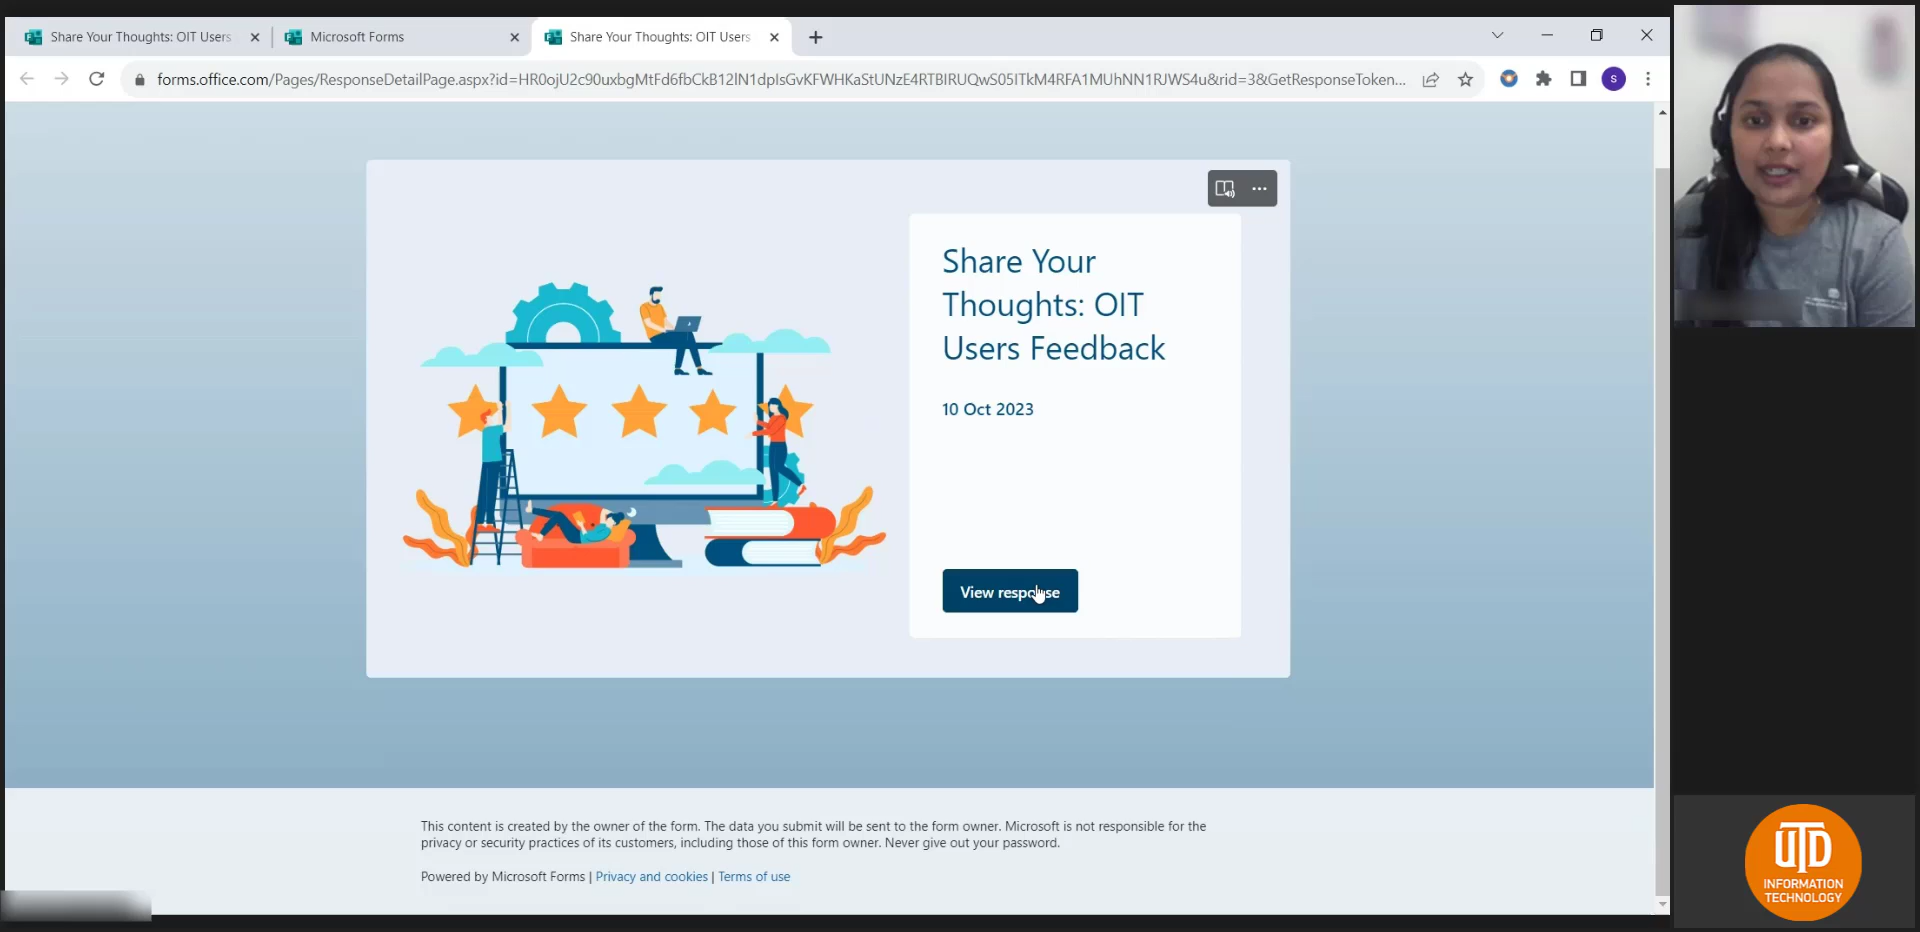 Share Your Thoughts: OIT Users
Microsoft Forms
Share Your Thoughts: OIT Users
forms.office.com/Pages/ResponseDetailPage.aspx?id=HR0ojU2c90uxbgMtFd6fbCkB12lN1dpIsGvKFWHKaStUNzE4RTBIRUQwS05ITkM4RFA1MUhNN1RJWS4u&rid=3&GetResponseToken...
S
Share Your
Thoughts: OIT
Users Feedback
10 Oct 2023
View response
This content is created by the owner of the form. The data you submit will be sent to the form owner. Microsoft is not responsible for the
privacy or security practices of its customers, including those of this form owner. Never give out your password.
Powered by Microsoft Forms | Privacy and cookies | Terms of use
UTD
INFORMATION
TECHNOLOGY